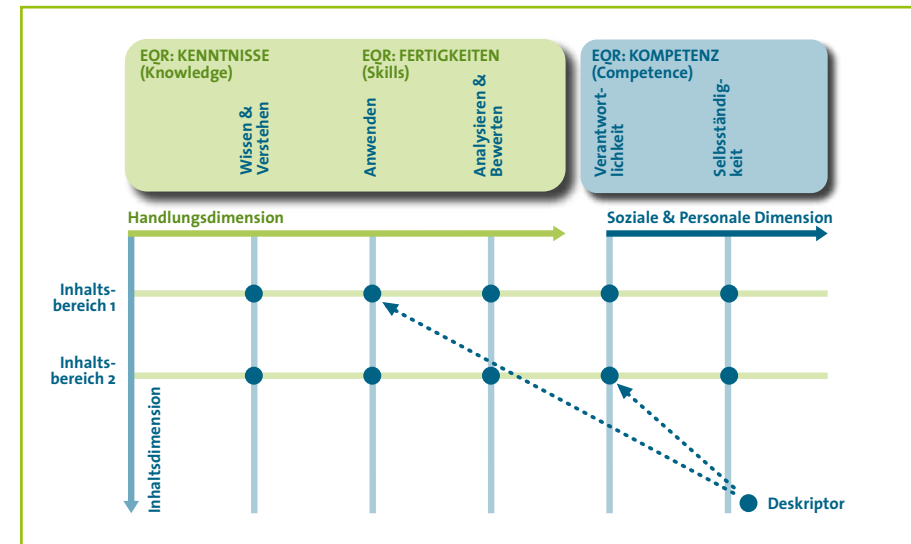 EQR: KENNTNISSE
(Knowledge)
EQR: FERTIGKEITEN
(Skills)
EQR: KOMPETENZ
(Competence)
Wissen &
Verstehen
Anwenden
Analysieren &
Bewerten
Verantwort-
lichkeit
Selbsständig-
keit
Handlungsdimension
Soziale & Personale Dimension
Inhalts-
bereich 1
Inhalts-
bereich 2
Inhaltsdimension
Deskriptor